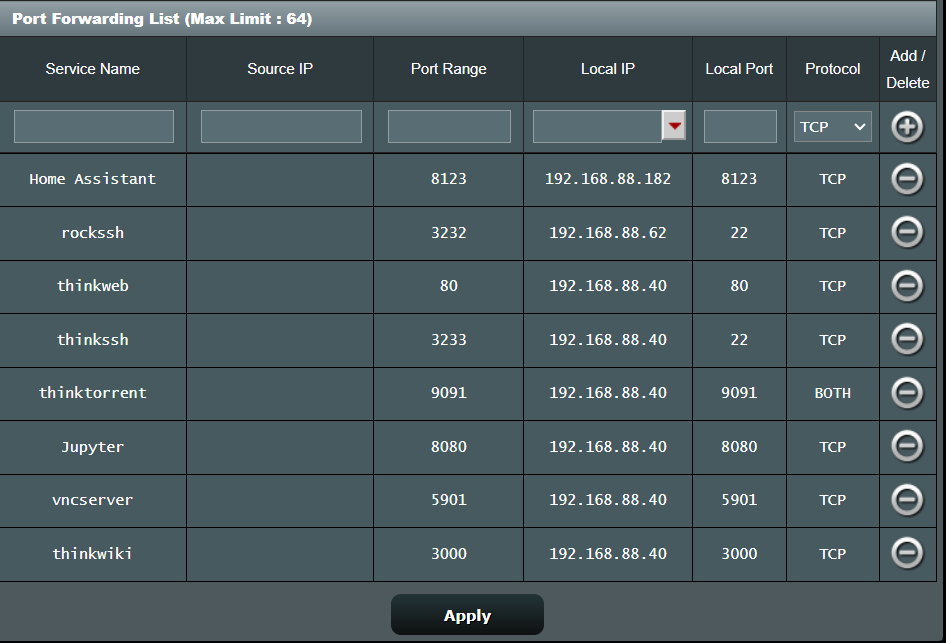 Port Forwarding List (Max Limit : 64)
Service Name Source IP Port Range Local IP Local Port Protocol Add / Delete
TCP
Home Assistant 8123 192.168.88.182 8123 TCP
rockssh 3232 192.168.88.62 22 TCP
thinkweb 80 192.168.88.40 80 TCP
thinkssh 3233 192.168.88.40 22 TCP
thinktorrent 9091 192.168.88.40 9091 BOTH
Jupyter 8080 192.168.88.40 8080 TCP
vncserver 5901 192.168.88.40 5901 TCP
thinkwiki 3000 192.168.88.40 3000 TCP
Apply